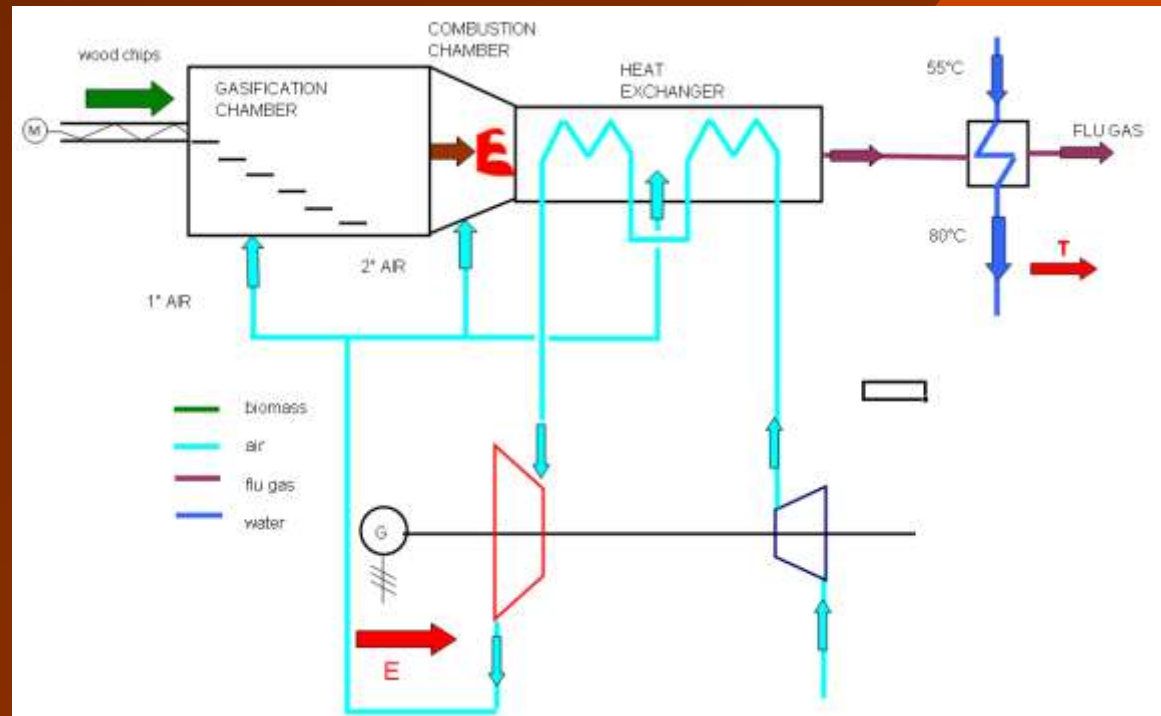 wood chips
COMBUSTION
CHAMBER
GASIFICATION
CHAMBER
HEAT
EXCHANGER
55°C
M
FLU GAS
80°C
T
2° AIR
1° AIR
biomass
air
flu gas
water
G
E